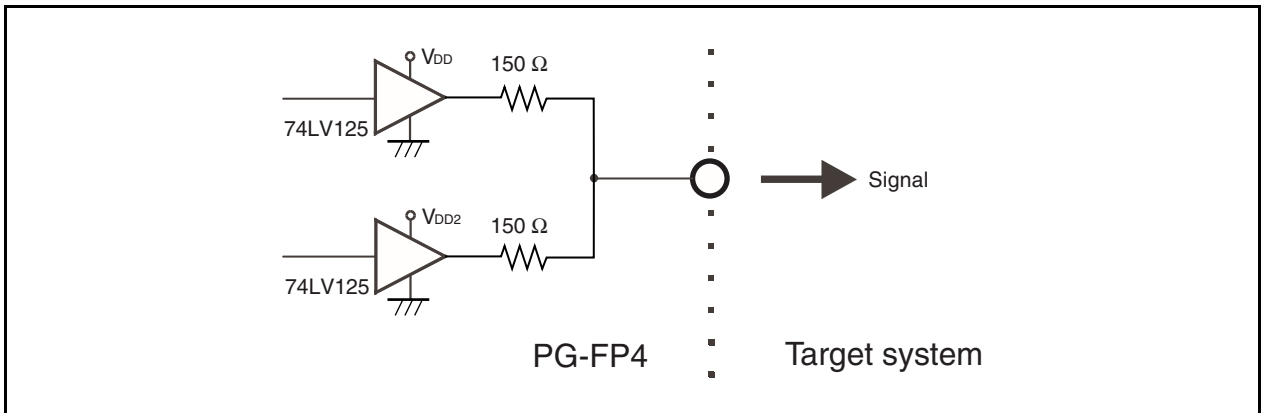 VDD
150 Ω
74LV125
Signal
VDD2
150 Ω
74LV125
PG-FP4
Target system